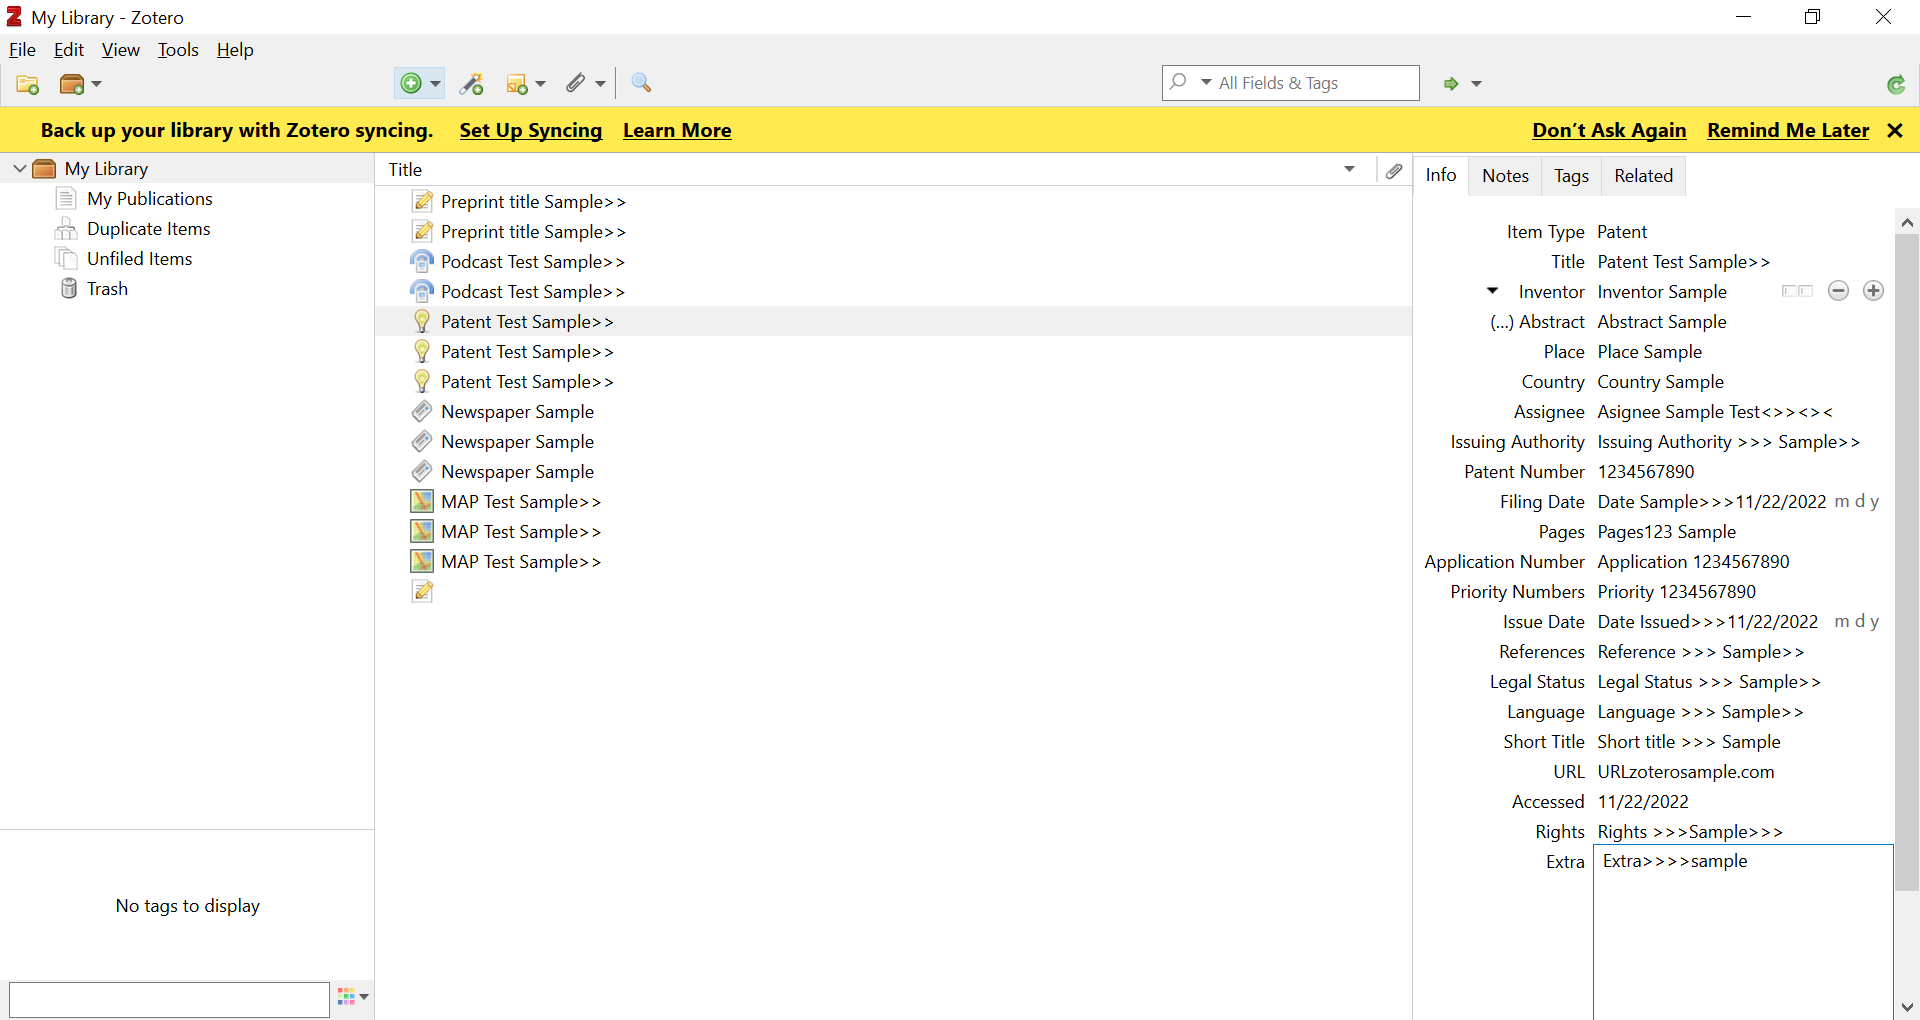 My Library - Zotero
File Edit View Tools Help
All Fields & Tags
Back up your library with Zotero syncing. Set Up Syncing Learn More Don't Ask Again Remind Me Later
My Library
My Publications
Duplicate Items
Unfiled Items
Trash
No tags to display
Title
Preprint title Sample>>
Preprint title Sample>>
Podcast Test Sample>>
Podcast Test Sample>>
Patent Test Sample>>
Patent Test Sample>>
Patent Test Sample>>
Newspaper Sample
Newspaper Sample
Newspaper Sample
MAP Test Sample>>
MAP Test Sample>>
MAP Test Sample>>
Info Notes Tags Related
Item Type Patent
Title Patent Test Sample>>
Inventor Inventor Sample
(...) Abstract Abstract Sample
Place Place Sample
Country Country Sample
Assignee Asignee Sample Test<>><><
Issuing Authority Issuing Authority >>> Sample>>
Patent Number 1234567890
Filing Date Date Sample>>>11/22/2022 m d y
Pages Pages123 Sample
Application Number Application 1234567890
Priority Numbers Priority 1234567890
Issue Date Date Issued>>>11/22/2022 m d y
References Reference >>> Sample>>
Legal Status Legal Status >>> Sample>>
Language Language >>> Sample>>
Short Title Short title >>> Sample
URL URLzoterosample.com
Accessed 11/22/2022
Rights Rights >>>Sample>>>
Extra Extra>>>>sample